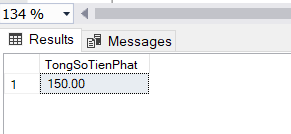 134 %
Results Messages
TongSoTienPhat
1 150.00